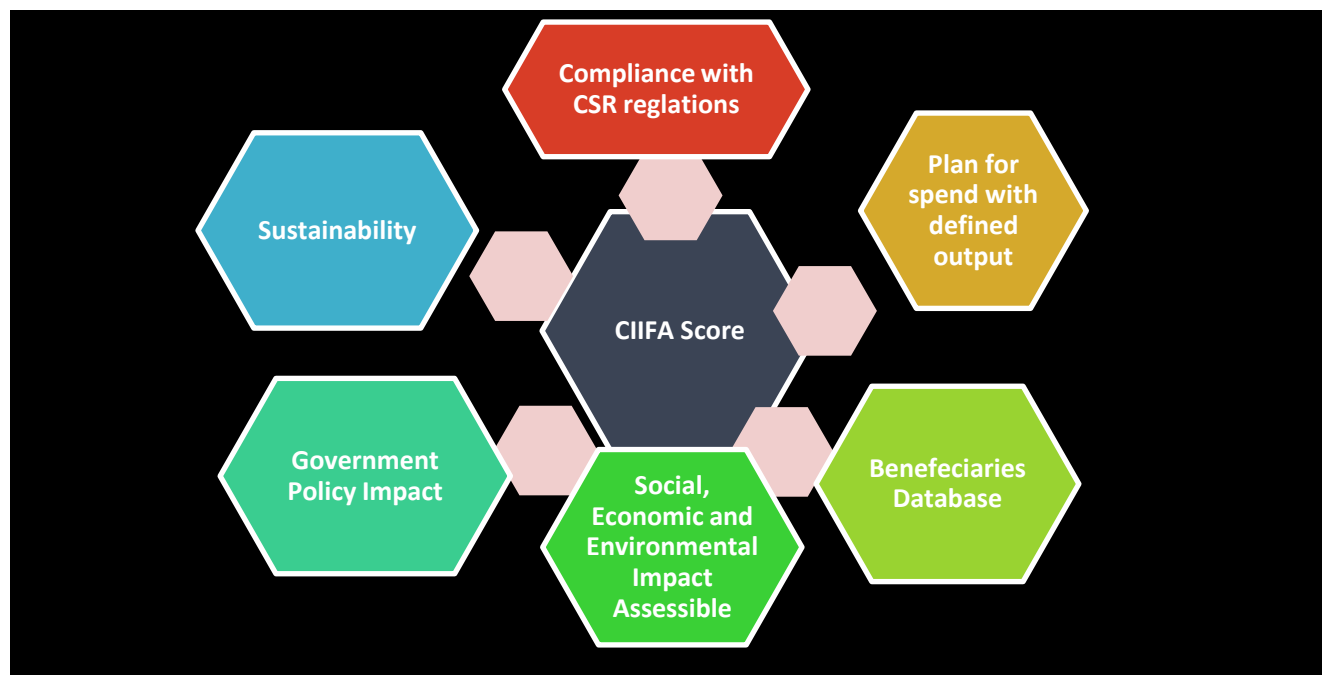 Compliance with
CSR reglations
Plan for
spend with
defined
output
Sustainability
CIIFA Score
Government
Policy Impact
Social,
Economic and
Environmental
Impact
Assessible
Benefeciaries
Database